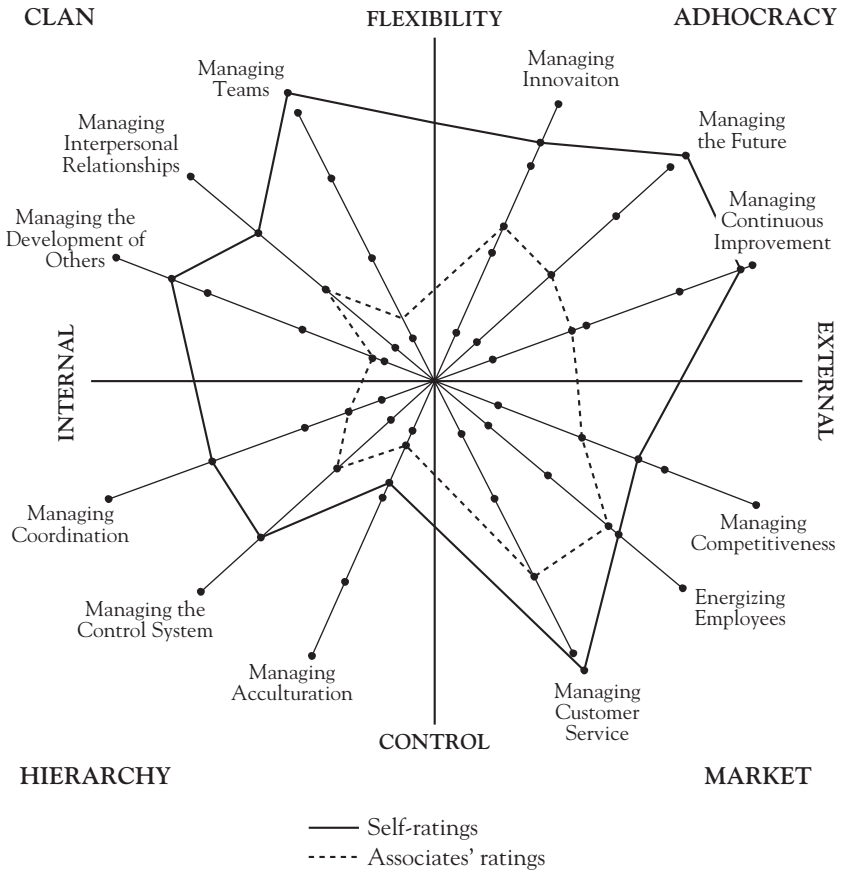 CLAN
FLEXIBILITY
ADHOCRACY
Managing
Teams
Managing
Innovaiton
Managing
Interpersonal
Relationships
Managing
the Future
Managing the
Development of
Others
Managing
Continuous
Improvement
INTERNAL
EXTERNAL
Managing
Coordination
Managing
Competitiveness
Managing the
Control System
Energizing
Employees
Managing
Acculturation
Managing
Customer
Service
CONTROL
HIERARCHY
MARKET
Self-ratings
Associates' ratings